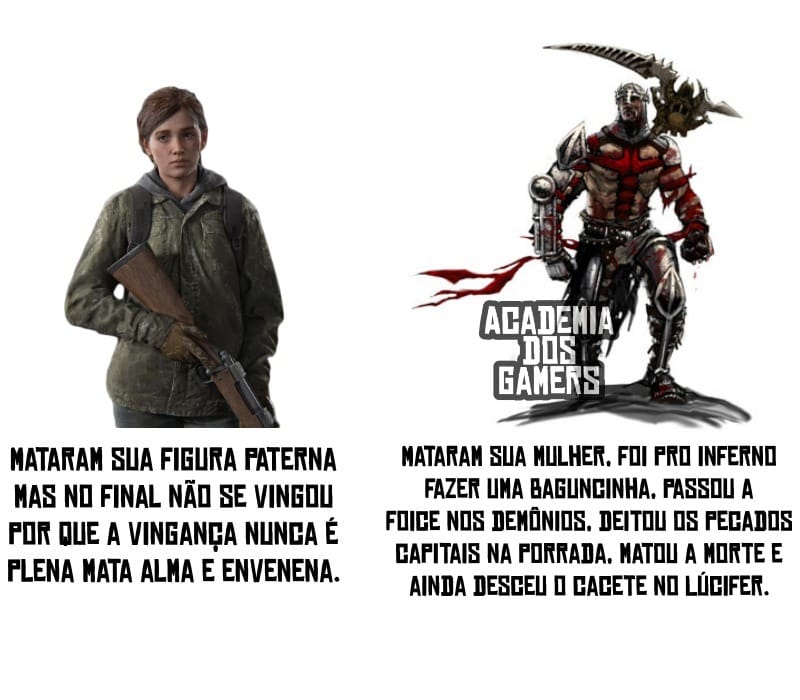 ACADEMIA
DOS
GAMERS
MATARAM SUA FIGURA PATERNA
MAS NO FINAL NÃO SE VINGOU
POR QUE A VINGANÇA NUNCA É
PLENA MATA ALMA E ENVENENA.
MATARAM SUA MULHER, FOI PRO INFERNO
FAZER UMA BAGUNCINHA, PASSOU A
FOICE NOS DEMÔNIOS, DEITOU OS PECADOS
CAPITAIS NA PORRADA, MATOU A MORTE E
AINDA DESCEU O CACETE NO LÚCIFER.